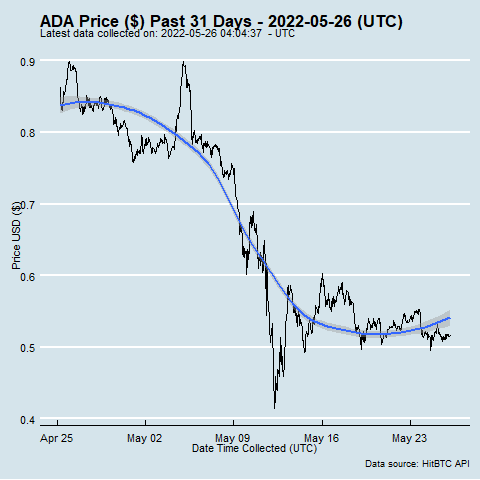 ADA Price ($) Past 31 Days - 2022-05-26 (UTC)
Latest data collected on: 2022-05-26 04:04:37 - UTC
0.9
0.8
0.7
0.6
0.5
0.4
Price USD ($)
Apr 25 May 02 May 09 May 16 May 23
Date Time Collected (UTC)
Data source: HitBTC API